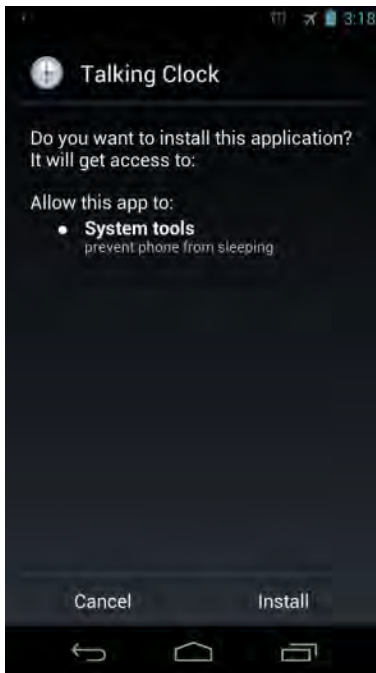 3:18
Talking Clock
Do you want to install this application?
It will get access to:
Allow this app to:
• System tools
prevent phone from sleeping
Cancel
Install